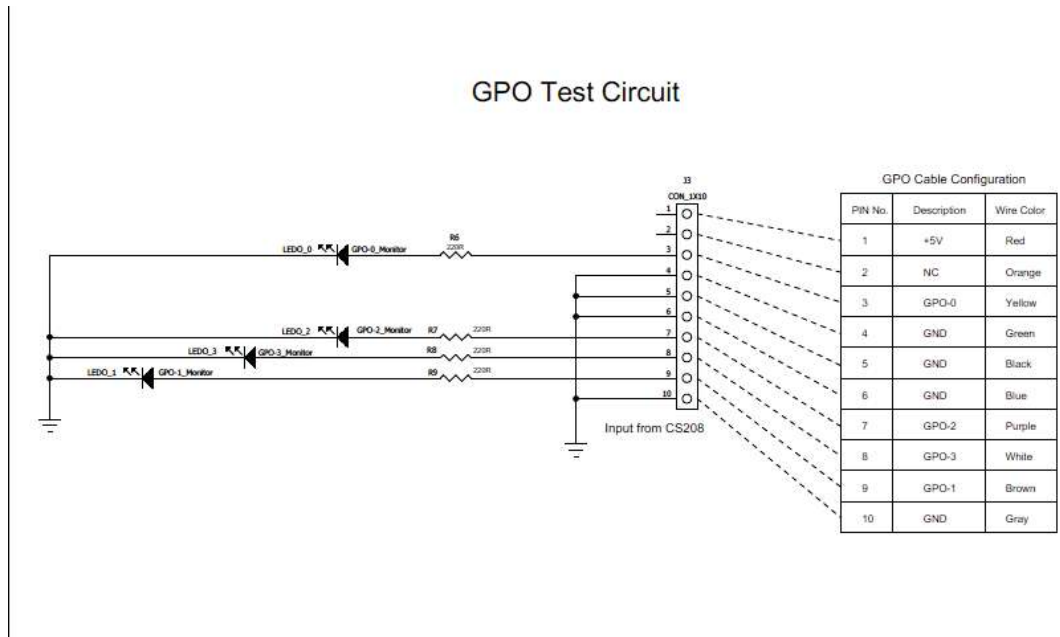 GPO Test Circuit
J3
CON_1X10
1
2
3
4
5
6
7
8
9
10
LEDO_0
GPO-0_Monitor
R6
220R
LEDO_2
GPO-2_Monitor
R7
220R
LEDO_3
GPO-3_Monitor
R8
220R
LEDO_1
GPO-1_Monitor
R9
220R
Input from CS208
GPO Cable Configuration
PIN No. Description Wire Color
1 +5V Red
2 NC Orange
3 GPO-0 Yellow
4 GND Green
5 GND Black
6 GND Blue
7 GPO-2 Purple
8 GPO-3 White
9 GPO-1 Brown
10 GND Gray